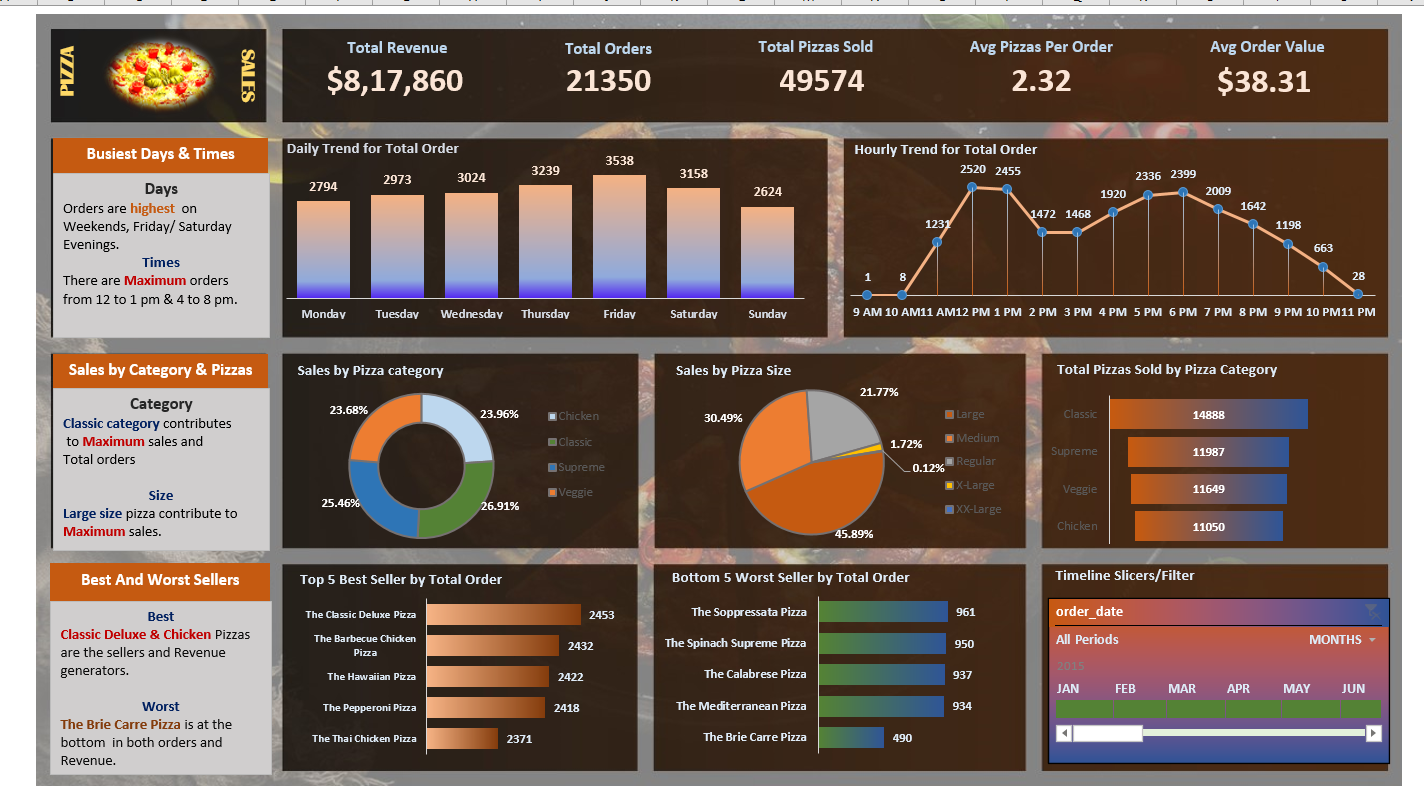 PIZZA
SALES
Total Revenue
$8,17,860
Total Orders
21350
Total Pizzas Sold
49574
Avg Pizzas Per Order
2.32
Avg Order Value
$38.31
Busiest Days & Times
Days
Orders are highest on
Weekends, Friday/ Saturday
Evenings.
Times
There are Maximum orders
from 12 to 1 pm & 4 to 8 pm.
Daily Trend for Total Order
2794
2973
3024
3239
3538
3158
2624
Monday
Tuesday
Wednesday
Thursday
Friday
Saturday
Sunday
Hourly Trend for Total Order
1
8
1231
2520
2455
1472
1468
1920
2336
2399
2009
1642
1198
663
28
9 AM
10 AM
11 AM
12 PM
1 PM
2 PM
3 PM
4 PM
5 PM
6 PM
7 PM
8 PM
9 PM
10 PM
11 PM
Sales by Category & Pizzas
Category
Classic category contributes
to Maximum sales and
Total orders
Size
Large size pizza contribute to
Maximum sales.
Sales by Pizza category
23.68%
23.96%
25.46%
26.91%
Chicken
Classic
Supreme
Veggie
Sales by Pizza Size
21.77%
30.49%
1.72%
0.12%
45.89%
Large
Medium
Regular
X-Large
XX-Large
Total Pizzas Sold by Pizza Category
Classic
14888
Supreme
11987
Veggie
11649
Chicken
11050
Best And Worst Sellers
Best
Classic Deluxe & Chicken Pizzas
are the sellers and Revenue
generators.
Worst
The Brie Carre Pizza is at the
bottom in both orders and
Revenue.
Top 5 Best Seller by Total Order
The Classic Deluxe Pizza
2453
The Barbecue Chicken
Pizza
2432
The Hawaiian Pizza
2422
The Pepperoni Pizza
2418
The Thai Chicken Pizza
2371
Bottom 5 Worst Seller by Total Order
The Soppressata Pizza
961
The Spinach Supreme Pizza
950
The Calabrese Pizza
937
The Mediterranean Pizza
934
The Brie Carre Pizza
490
Timeline Slicers/Filter
order_date
All Periods
MONTHS
2015
JAN
FEB
MAR
APR
MAY
JUN